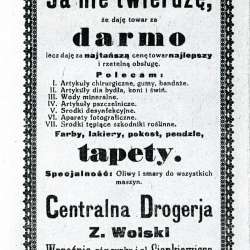 Ja nie twierdzę,
że daję towar za
darmo
lecz daję za najtańszą cenę towar najlepszy
i rzetelną obsługę.
Polecam:
I. Artykuły chirurgiczne, gumy, bandaże.
II. Artykuły dla bydła, koni i świń.
III. Wody mineralne.
IV. Artykuły pszczelnicze.
V. Środki desynfekcyjne.
VI. Aparaty fotograficzne.
VII. Środki tępiące szkodniki roślinne.
Farby, lakiery, pokost, pendzle,
tapety.
Specjalność: Oliwy i smary do wszystkich
maszyn.
Centralna Drogerja
Z. Wolski